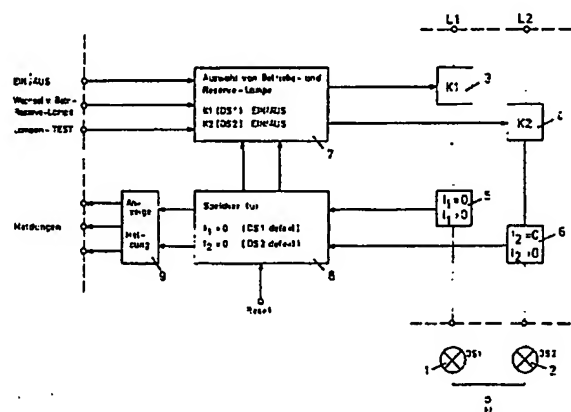 L1 L2
EIN/AUS
Wechsel v. Betr.-
Reserve-Lampe
Lampen-TEST
Auswahl von Betriebs- und
Reserve-Lampe
K1 (DS1) EIN/AUS
K2 (DS2) EIN/AUS
7
K1
3
K2
4
Meldungen
An-
zeige
9
Speicher für
I₁ = 0 (DS1 defekt)
I₂ = 0 (DS2 defekt)
8
Reset
I₁ = 0
I₁ > 0
5
I₂ = 0
I₂ > 0
6
1
DS1
DS2
2